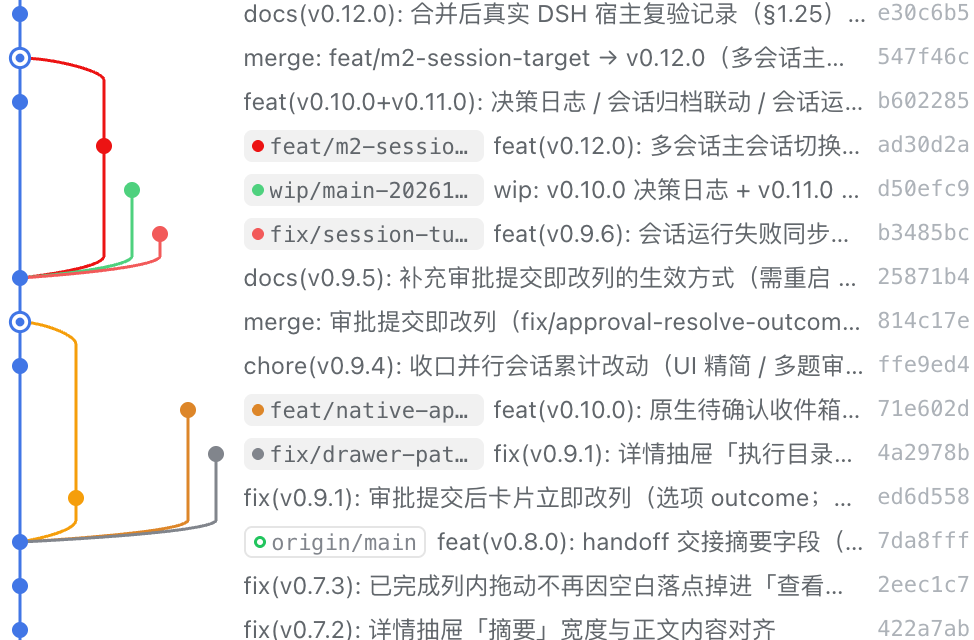 docs(v0.12.0): 合并后真实 DSH 宿主复验记录（§1.25）... e30c6b5
merge: feat/m2-session-target → v0.12.0（多会话主... 547f46c
feat(v0.10.0+v0.11.0): 决策日志 / 会话归档联动 / 会话运... b602285
feat/m2-sessio… feat(v0.12.0): 多会话主会话切换... ad30d2a
wip/main-20261… wip: v0.10.0 决策日志 + v0.11.0 ... d50efc9
fix/session-tu… feat(v0.9.6): 会话运行失败同步... b3485bc
docs(v0.9.5): 补充审批提交即改列的生效方式（需重启 ... 25871b4
merge: 审批提交即改列（fix/approval-resolve-outcom... 814c17e
chore(v0.9.4): 收口并行会话累计改动（UI 精简 / 多题审... ffe9ed4
feat/native-ap… feat(v0.10.0): 原生待确认收件箱... 71e602d
fix/drawer-pat… fix(v0.9.1): 详情抽屉「执行目录... 4a2978b
fix(v0.9.1): 审批提交后卡片立即改列（选项 outcome；... ed6d558
origin/main feat(v0.8.0): handoff 交接摘要字段（... 7da8fff
fix(v0.7.3): 已完成列内拖动不再因空白落点掉进「查看... 2eec1c7
fix(v0.7.2): 详情抽屉「摘要」宽度与正文内容对齐 422a7ab